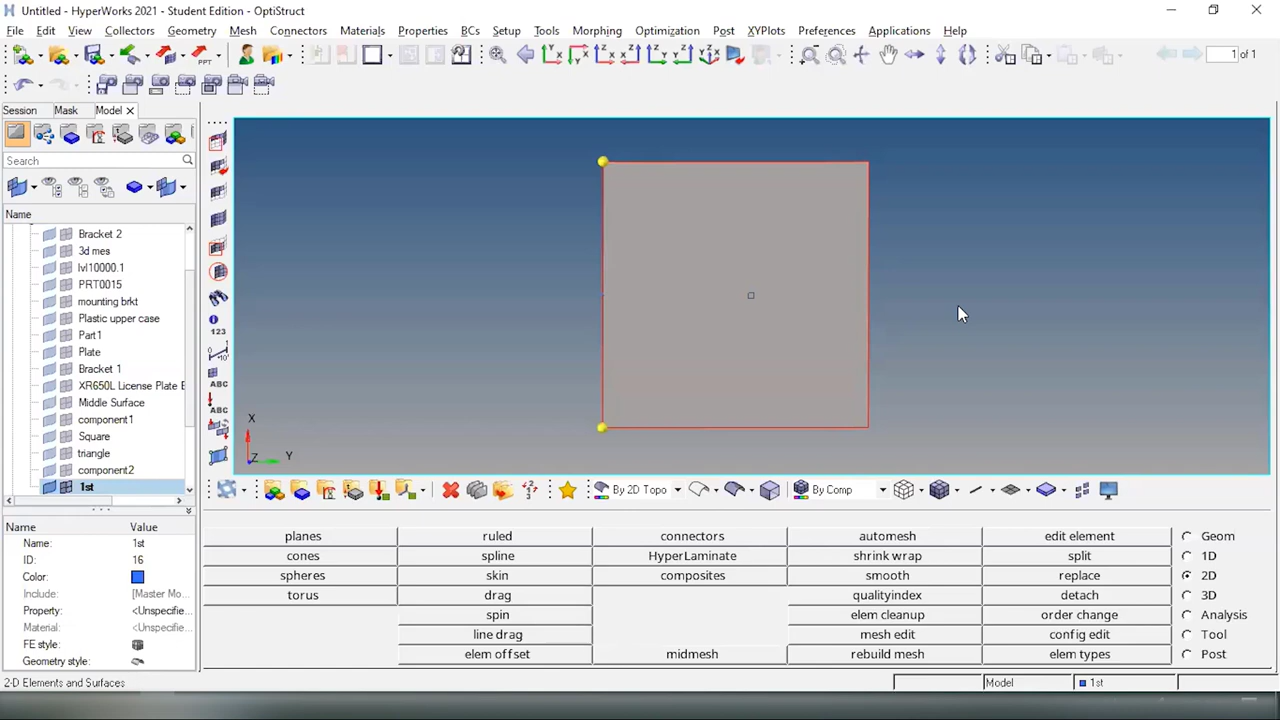 Untitled - HyperWorks 2021 - Student Edition - OptiStruct
File Edit View Collectors Geometry Mesh Connectors Materials Properties BCs Setup Tools Morphing Optimization Post XYPlots Preferences Applications Help
PPT
1 of 1
Session Mask Model
Search
Name
Bracket 2
3d mes
lvl10000.1
PRT0015
mounting brkt
Plastic upper case
Part1
Plate
Bracket 1
XR650L License Plate E
Middle Surface
component1
Square
triangle
component2
1st
123
ABC
ABC
X
Z Y
By 2D Topo By Comp
Name Value
Name: 1st
ID: 16
Color:
Include: [Master Mo...
Property: <Unspecifie...
Material: <Unspecifie...
FE style:
Geometry style:
planes ruled connectors automesh edit element Geom
cones spline HyperLaminate shrink wrap split 1D
spheres skin composites smooth replace 2D
torus drag qualityindex detach 3D
spin elem cleanup order change Analysis
line drag mesh edit config edit Tool
elem offset midmesh rebuild mesh elem types Post
2-D Elements and Surfaces Model 1st